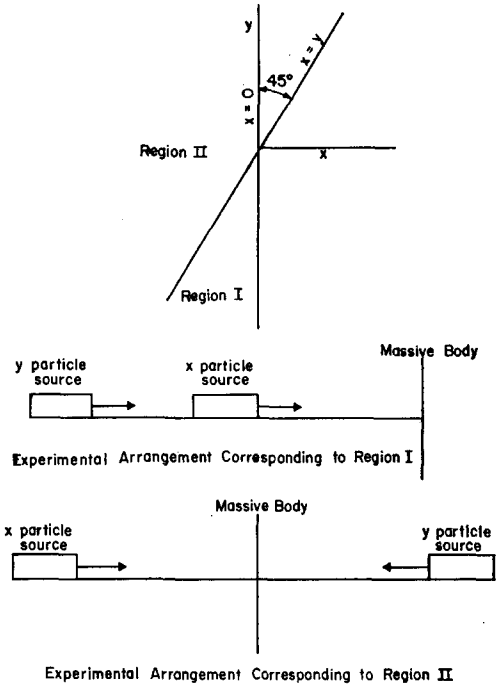 y
x = y
45°
x = 0
Region II
x
Region I
Massive Body
y particle
source
x particle
source
Experimental Arrangement Corresponding to Region I
Massive Body
x particle
source
y particle
source
Experimental Arrangement Corresponding to Region II